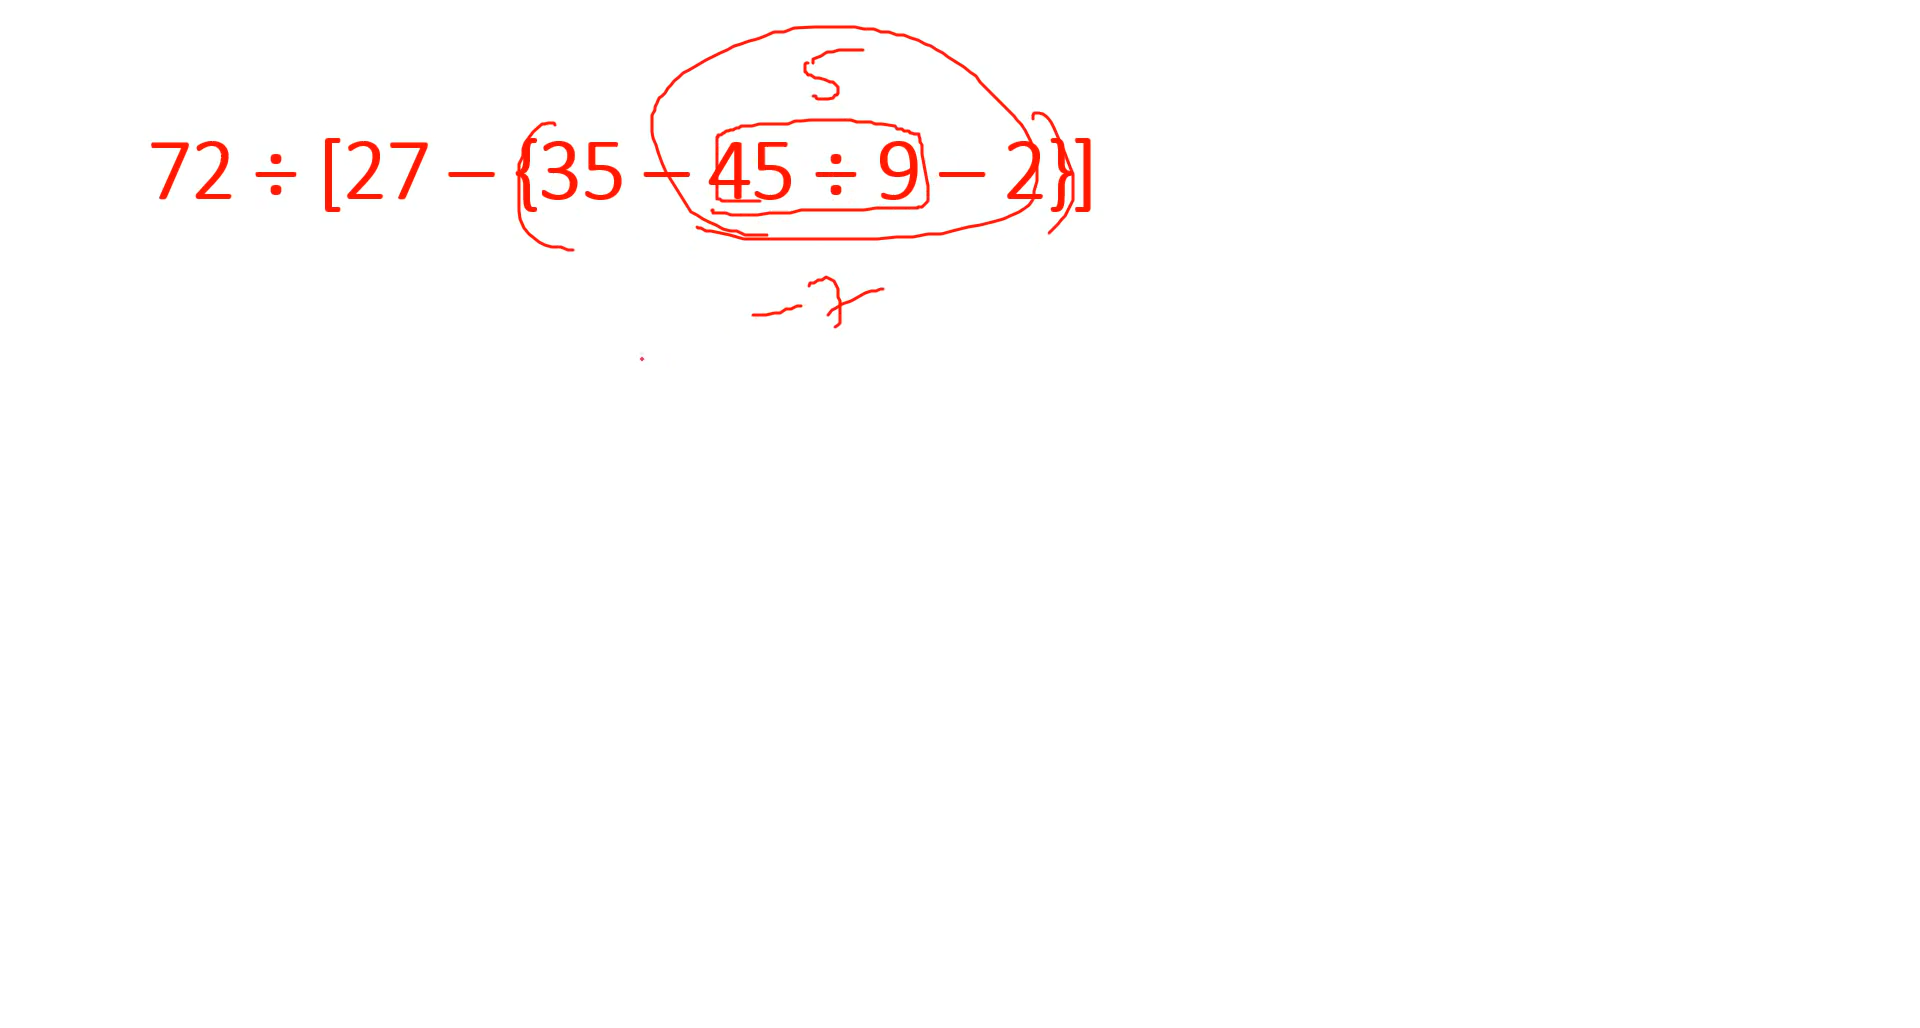 5
72 ÷ [27 – {35 – 45 ÷ 9 – 2}]
– 7